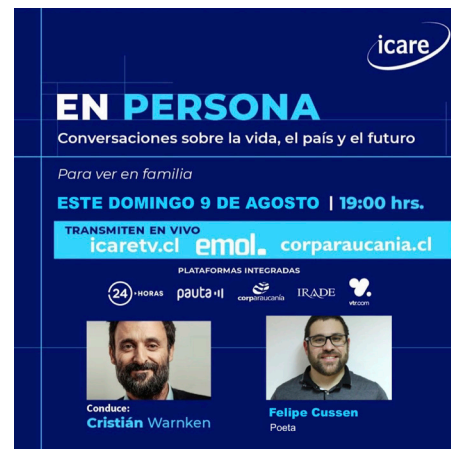 icare
EN PERSONA
Conversaciones sobre la vida, el país y el futuro
Para ver en familia
ESTE DOMINGO 9 DE AGOSTO | 19:00 hrs.
TRANSMITEN EN VIVO
icaretv.cl emol. corparaucania.cl
PLATAFORMAS INTEGRADAS
24 HORAS pauta corparaucanía IRADE vtr.com
Conduce:
Cristián Warnken
Felipe Cussen
Poeta